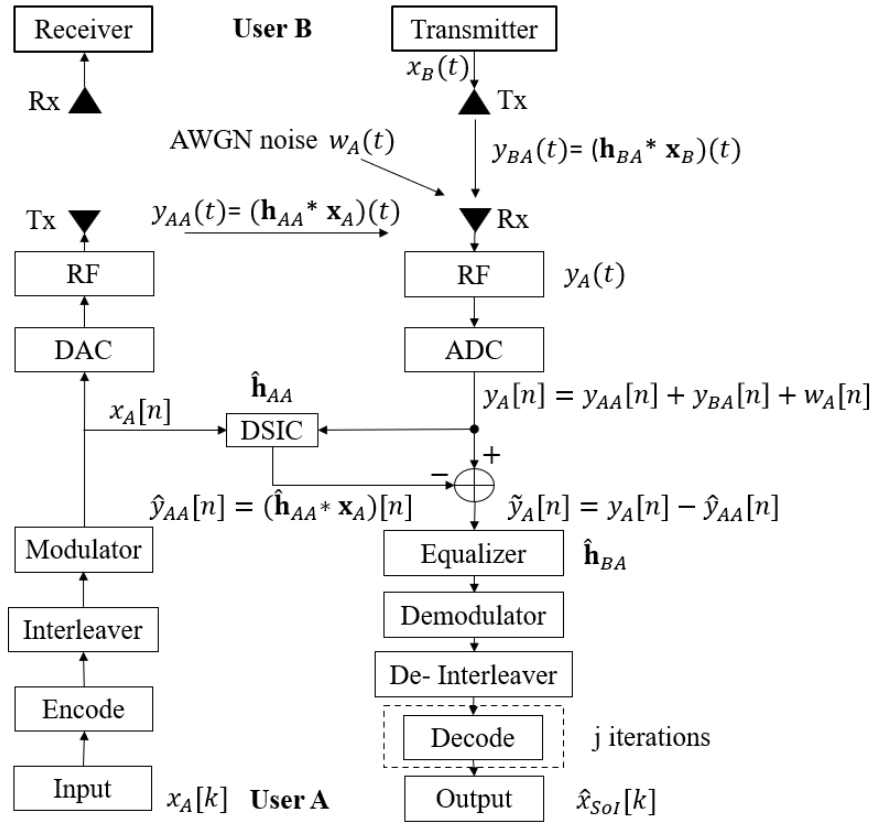 Receiver
User B
Transmitter
x_B(t)
Rx
Tx
AWGN noise w_A(t)
y_BA(t)= (h_BA* x_B)(t)
Tx
y_AA(t)= (h_AA* x_A)(t)
Rx
RF
RF
y_A(t)
DAC
ADC
x_A[n]
ĥ_AA
y_A[n] = y_AA[n] + y_BA[n] + w_A[n]
DSIC
+
−
ŷ_AA[n] = (ĥ_AA* x_A)[n]
ỹ_A[n] = y_A[n] − ŷ_AA[n]
Modulator
Equalizer
ĥ_BA
Interleaver
Demodulator
De- Interleaver
Encode
Decode
j iterations
Input
x_A[k]
User A
Output
x̂_SoI[k]